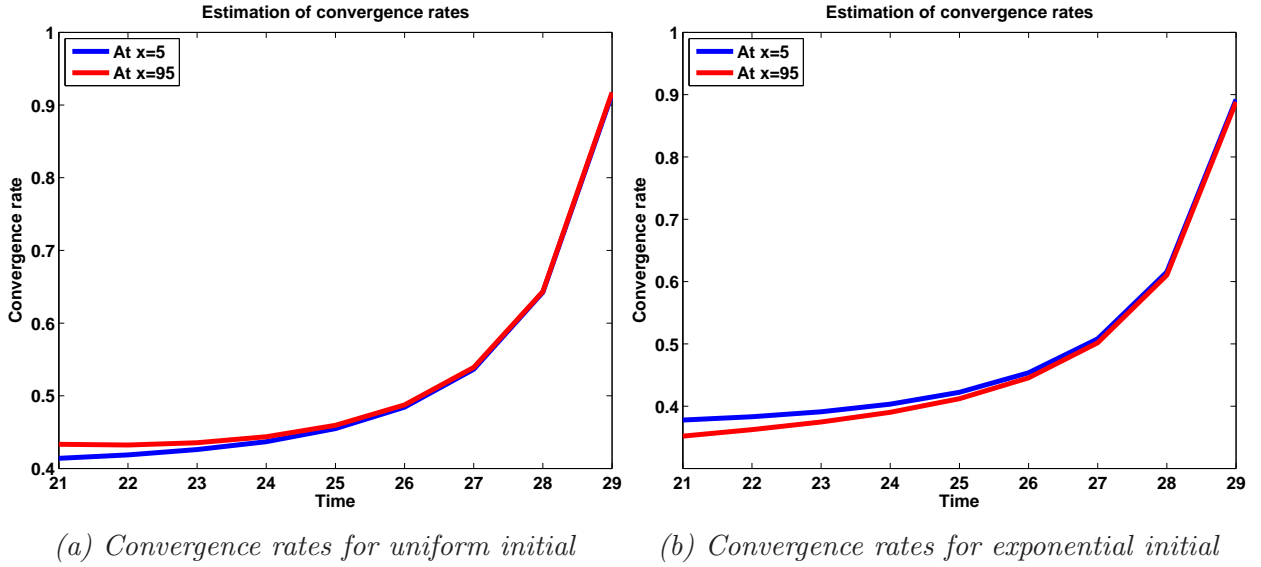 Estimation of convergence rates
1
0.9
0.8
0.7
0.6
0.5
0.4
Convergence rate
At x=5
At x=95
21 22 23 24 25 26 27 28 29
Time
(a) Convergence rates for uniform initial
Estimation of convergence rates
1
0.9
0.8
0.7
0.6
0.5
0.4
Convergence rate
At x=5
At x=95
21 22 23 24 25 26 27 28 29
Time
(b) Convergence rates for exponential initial